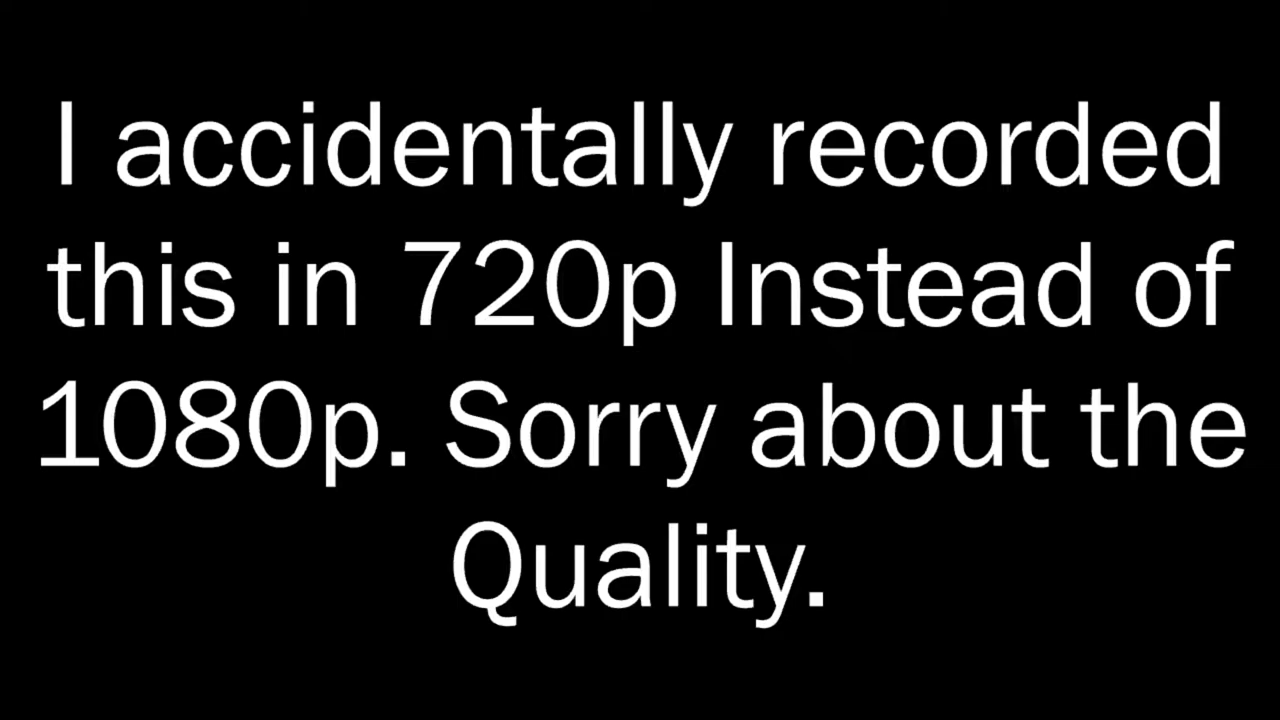 I accidentally recorded
this in 720p Instead of
1080p. Sorry about the
Quality.